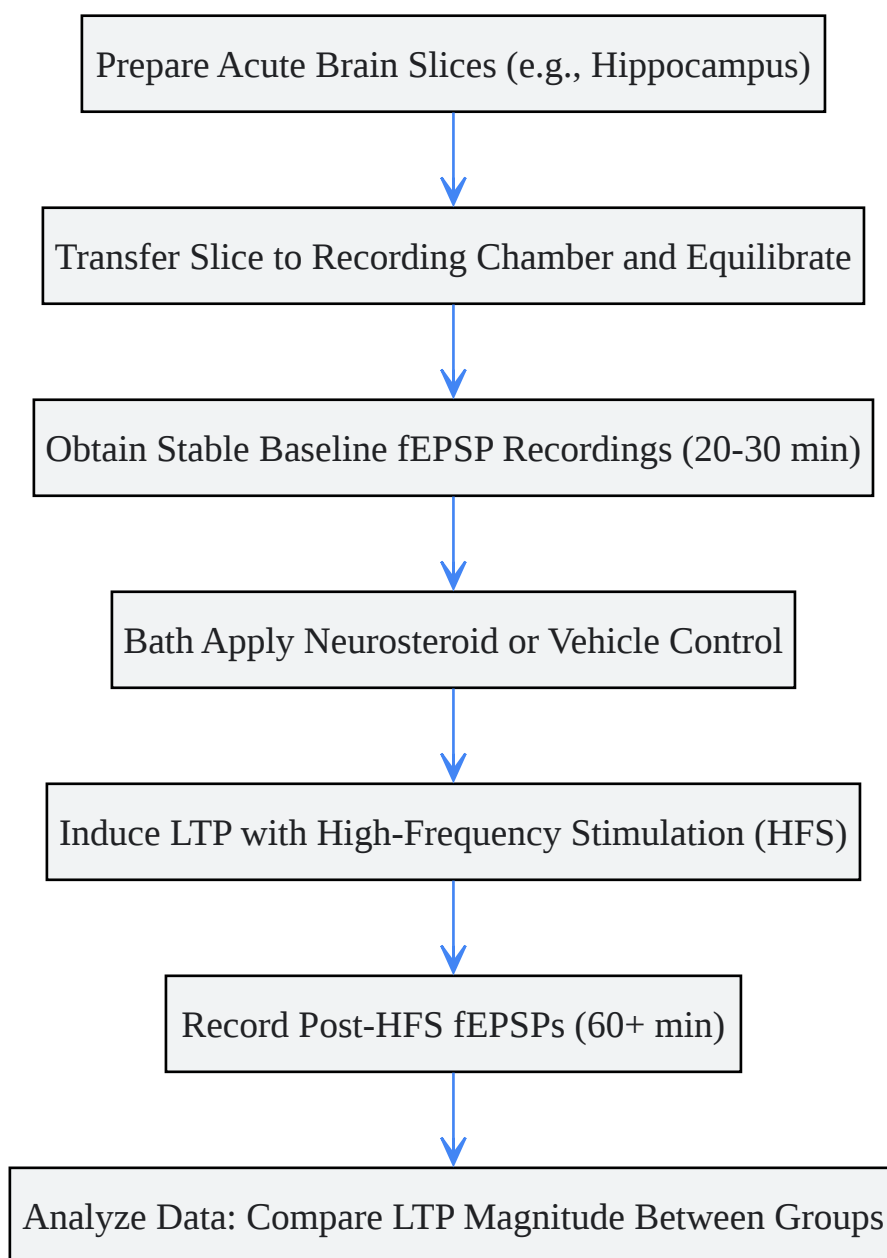 Prepare Acute Brain Slices (e.g., Hippocampus)
Transfer Slice to Recording Chamber and Equilibrate
Obtain Stable Baseline fEPSP Recordings (20-30 min)
Bath Apply Neurosteroid or Vehicle Control
Induce LTP with High-Frequency Stimulation (HFS)
Record Post-HFS fEPSPs (60+ min)
Analyze Data: Compare LTP Magnitude Between Groups